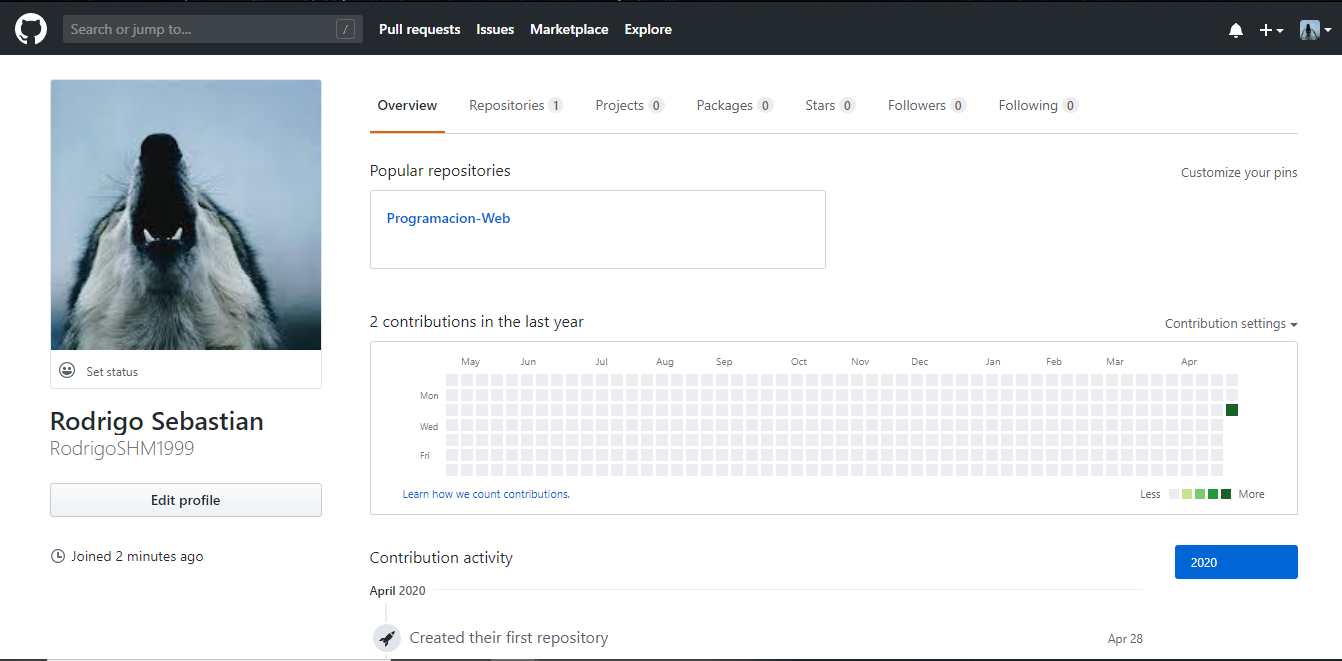 Search or jump to... /
Pull requests Issues Marketplace Explore
Overview Repositories 1 Projects 0 Packages 0 Stars 0 Followers 0 Following 0
Set status
Rodrigo Sebastian
RodrigoSHM1999
Edit profile
Joined 2 minutes ago
Popular repositories
Customize your pins
Programacion-Web
2 contributions in the last year
Contribution settings
May Jun Jul Aug Sep Oct Nov Dec Jan Feb Mar Apr
Mon
Wed
Fri
Learn how we count contributions.
Less More
Contribution activity
2020
April 2020
Created their first repository
Apr 28